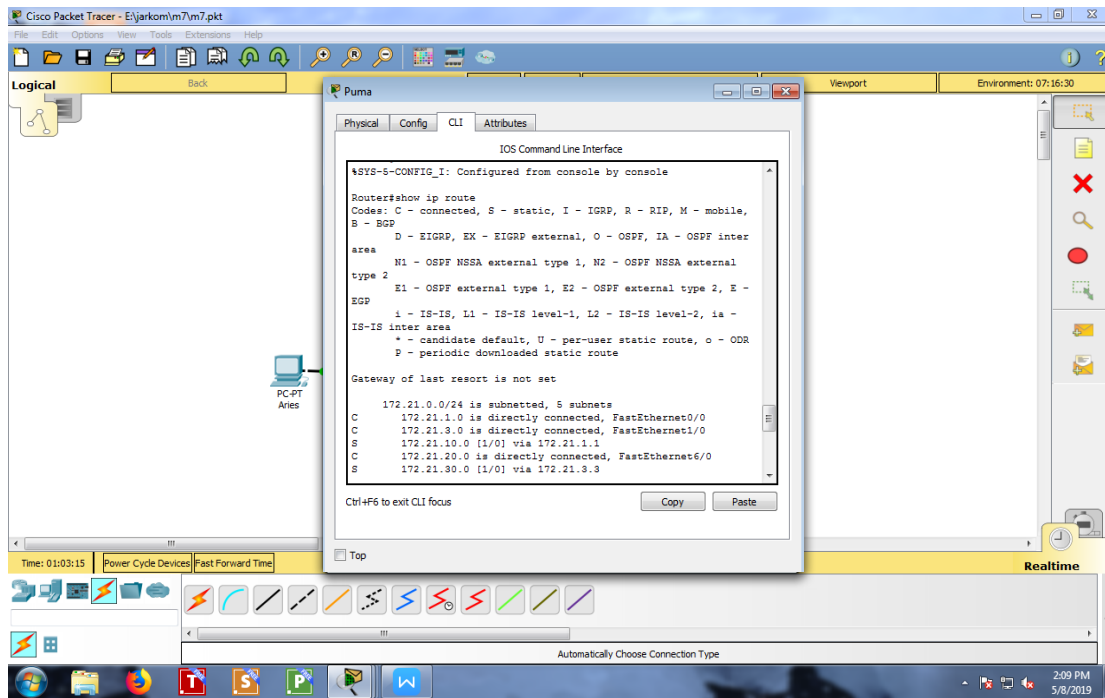 Cisco Packet Tracer - E:\jarkom\m7\m7.pkt
File Edit Options View Tools Extensions Help
Logical
Back
Viewport
Environment: 07:16:30
Puma
Physical Config CLI Attributes
IOS Command Line Interface
%SYS-5-CONFIG_I: Configured from console by console
Router#show ip route
Codes: C - connected, S - static, I - IGRP, R - RIP, M - mobile,
B - BGP
D - EIGRP, EX - EIGRP external, O - OSPF, IA - OSPF inter
area
N1 - OSPF NSSA external type 1, N2 - OSPF NSSA external
type 2
E1 - OSPF external type 1, E2 - OSPF external type 2, E -
EGP
i - IS-IS, L1 - IS-IS level-1, L2 - IS-IS level-2, ia -
IS-IS inter area
* - candidate default, U - per-user static route, o - ODR
P - periodic downloaded static route
Gateway of last resort is not set
172.21.0.0/24 is subnetted, 5 subnets
C 172.21.1.0 is directly connected, FastEthernet0/0
C 172.21.3.0 is directly connected, FastEthernet1/0
S 172.21.10.0 [1/0] via 172.21.1.1
C 172.21.20.0 is directly connected, FastEthernet6/0
S 172.21.30.0 [1/0] via 172.21.3.3
Ctrl+F6 to exit CLI focus
Copy Paste
Top
PC-PT
Aries
Time: 01:03:15 Power Cycle Devices Fast Forward Time
Realtime
Automatically Choose Connection Type
T S P W
2:09 PM
5/8/2019